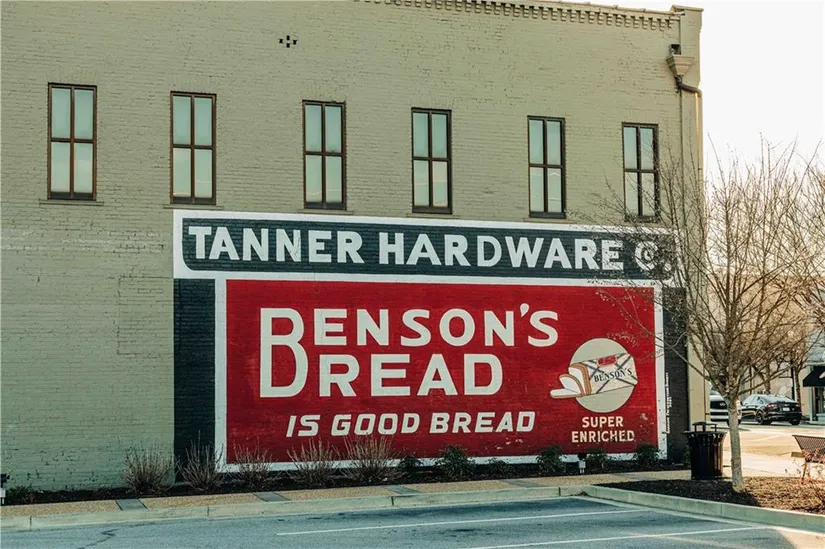 TANNER HARDWARE Co.
BENSON'S
BREAD
IS GOOD BREAD
BENSON'S
SUPER
ENRICHED